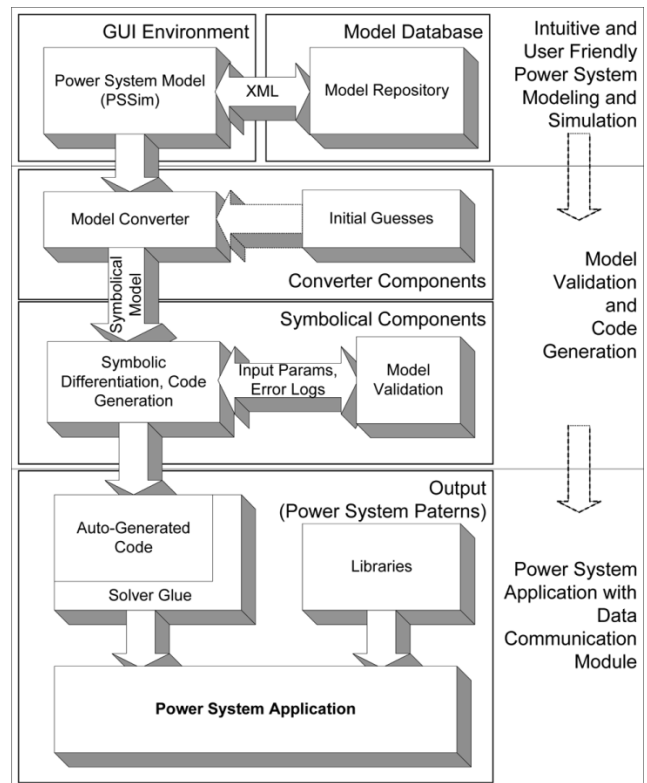 GUI Environment
Model Database
Power System Model
(PSSim)
XML
Model Repository
Intuitive and
User Friendly
Power System
Modeling and
Simulation
Model Converter
Initial Guesses
Converter Components
Symbolical
Model
Model
Validation
and
Code
Generation
Symbolical Components
Symbolic
Differentiation, Code
Generation
Input Params,
Error Logs
Model
Validation
Output
(Power System Paterns)
Auto-Generated
Code
Solver Glue
Libraries
Power System
Application with
Data
Communication
Module
Power System Application